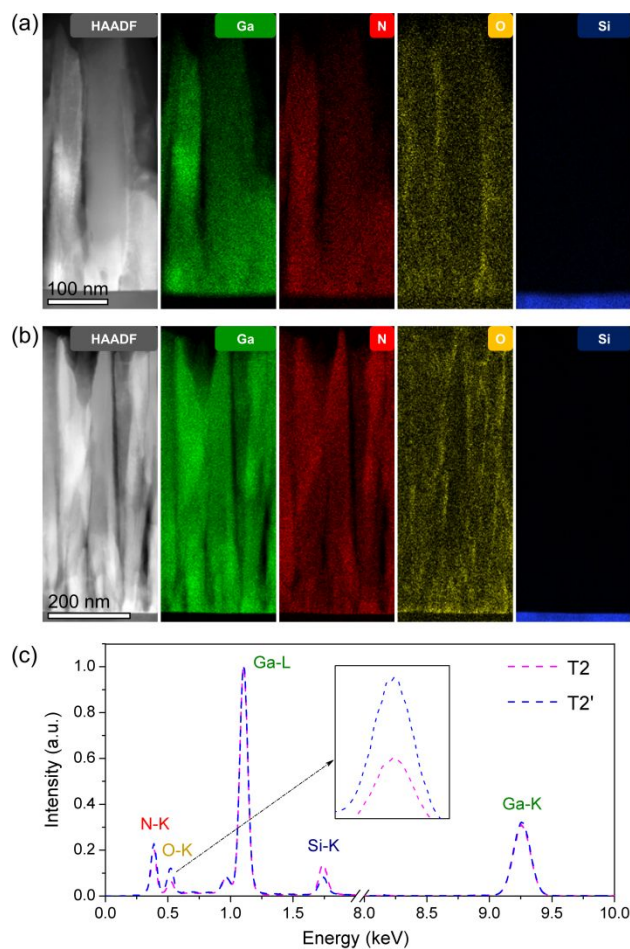 (a)
HAADF Ga N O Si
100 nm
(b)
HAADF Ga N O Si
200 nm
(c)
Ga-L
T2
T2'
N-K
O-K
Si-K
Ga-K
Intensity (a.u.)
1.0
0.8
0.6
0.4
0.2
0.0
0.0 0.5 1.0 1.5 8.0 9.0 9.5 10.0
Energy (keV)